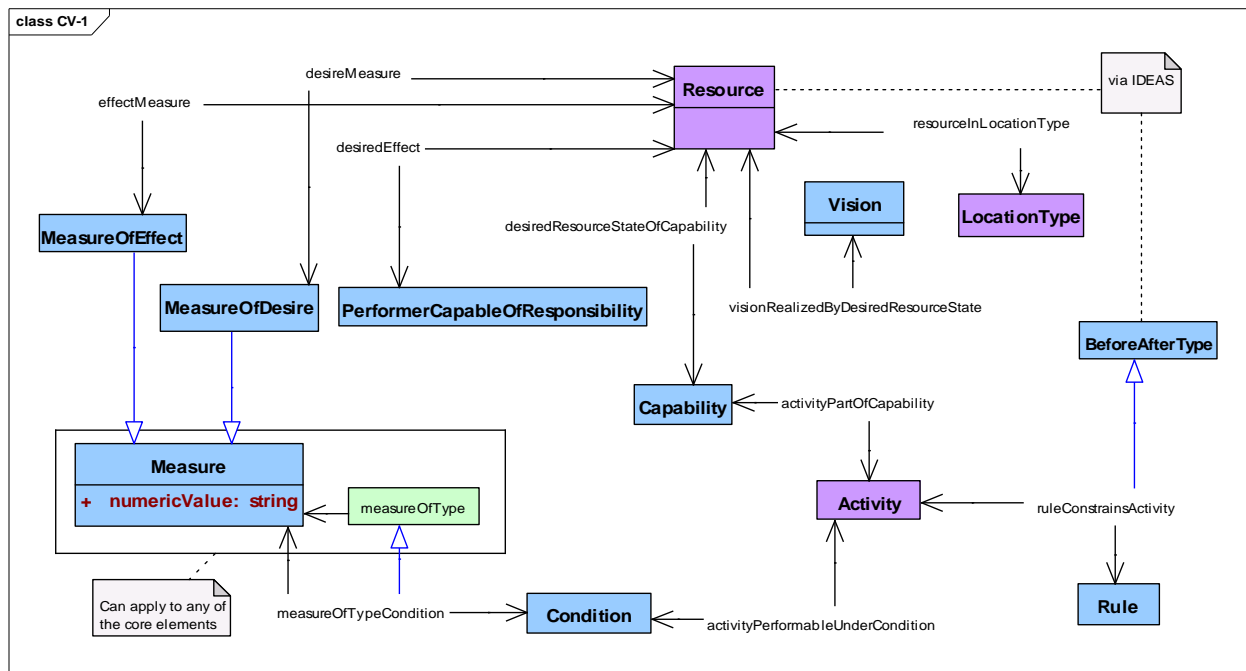 class CV-1
desireMeasure
Resource
via IDEAS
effectMeasure
resourceInLocationType
desiredEffect
Vision
LocationType
MeasureOfEffect
desiredResourceStateOfCapability
MeasureOfDesire
PerformerCapableOfResponsibility
visionRealizedByDesiredResourceState
BeforeAfterType
Capability
activityPartOfCapability
Measure
+ numericValue: string
measureOfType
Activity
ruleConstrainsActivity
Can apply to any of
the core elements
measureOfTypeCondition
Condition
activityPerformableUnderCondition
Rule